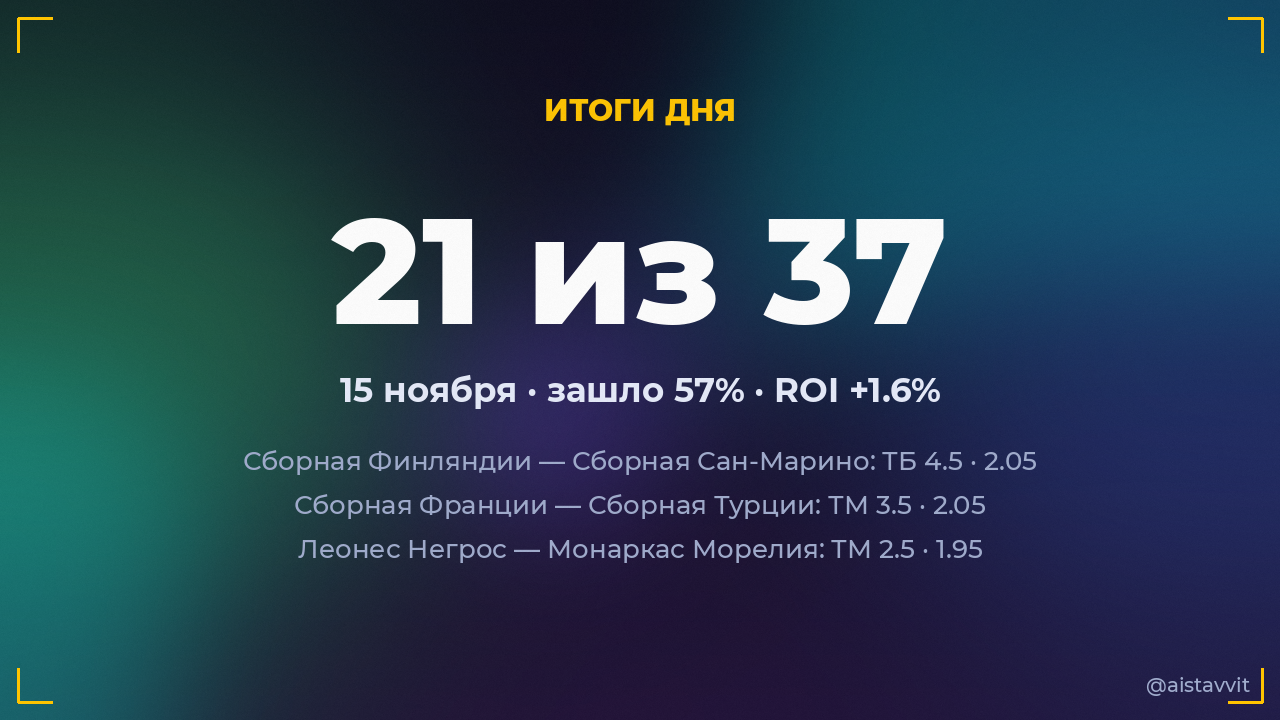 ИТОГИ ДНЯ
21 из 37
15 ноября · зашло 57% · ROI +1.6%
Сборная Финляндии — Сборная Сан-Марино: ТБ 4.5 · 2.05
Сборная Франции — Сборная Турции: ТМ 3.5 · 2.05
Леонес Негрос — Монаркас Морелия: ТМ 2.5 · 1.95
@aistavvit